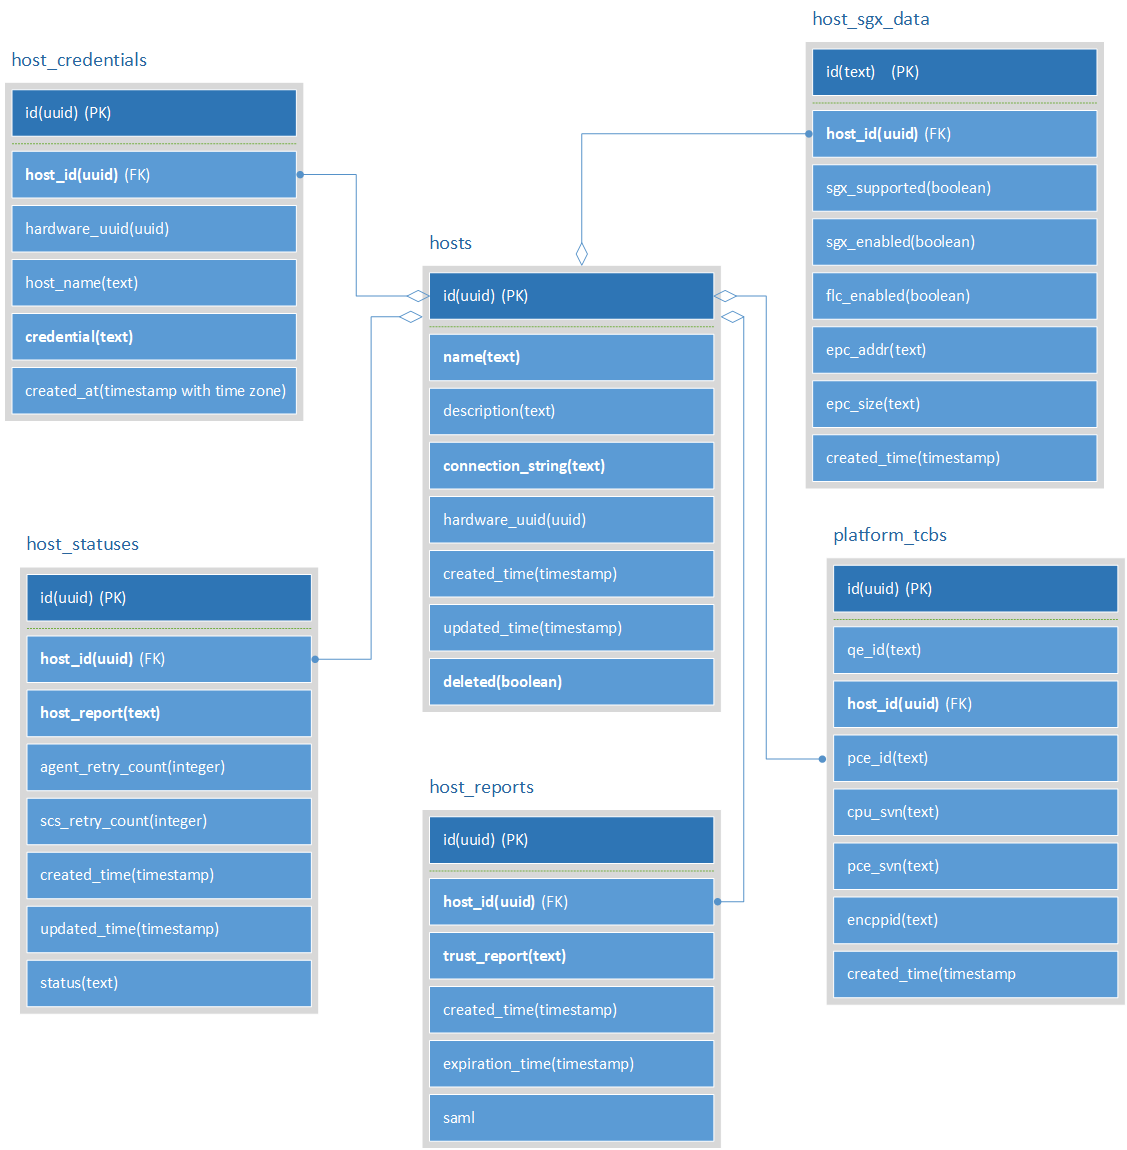 host_credentials
id(uuid) (PK)
host_id(uuid) (FK)
hardware_uuid(uuid)
host_name(text)
credential(text)
created_at(timestamp with time zone)
host_statuses
id(uuid) (PK)
host_id(uuid) (FK)
host_report(text)
agent_retry_count(integer)
scs_retry_count(integer)
created_time(timestamp)
updated_time(timestamp)
status(text)
hosts
id(uuid) (PK)
name(text)
description(text)
connection_string(text)
hardware_uuid(uuid)
created_time(timestamp)
updated_time(timestamp)
deleted(boolean)
host_reports
id(uuid) (PK)
host_id(uuid) (FK)
trust_report(text)
created_time(timestamp)
expiration_time(timestamp)
saml
host_sgx_data
id(text) (PK)
host_id(uuid) (FK)
sgx_supported(boolean)
sgx_enabled(boolean)
flc_enabled(boolean)
epc_addr(text)
epc_size(text)
created_time(timestamp)
platform_tcbs
id(uuid) (PK)
qe_id(text)
host_id(uuid) (FK)
pce_id(text)
cpu_svn(text)
pce_svn(text)
encppid(text)
created_time(timestamp